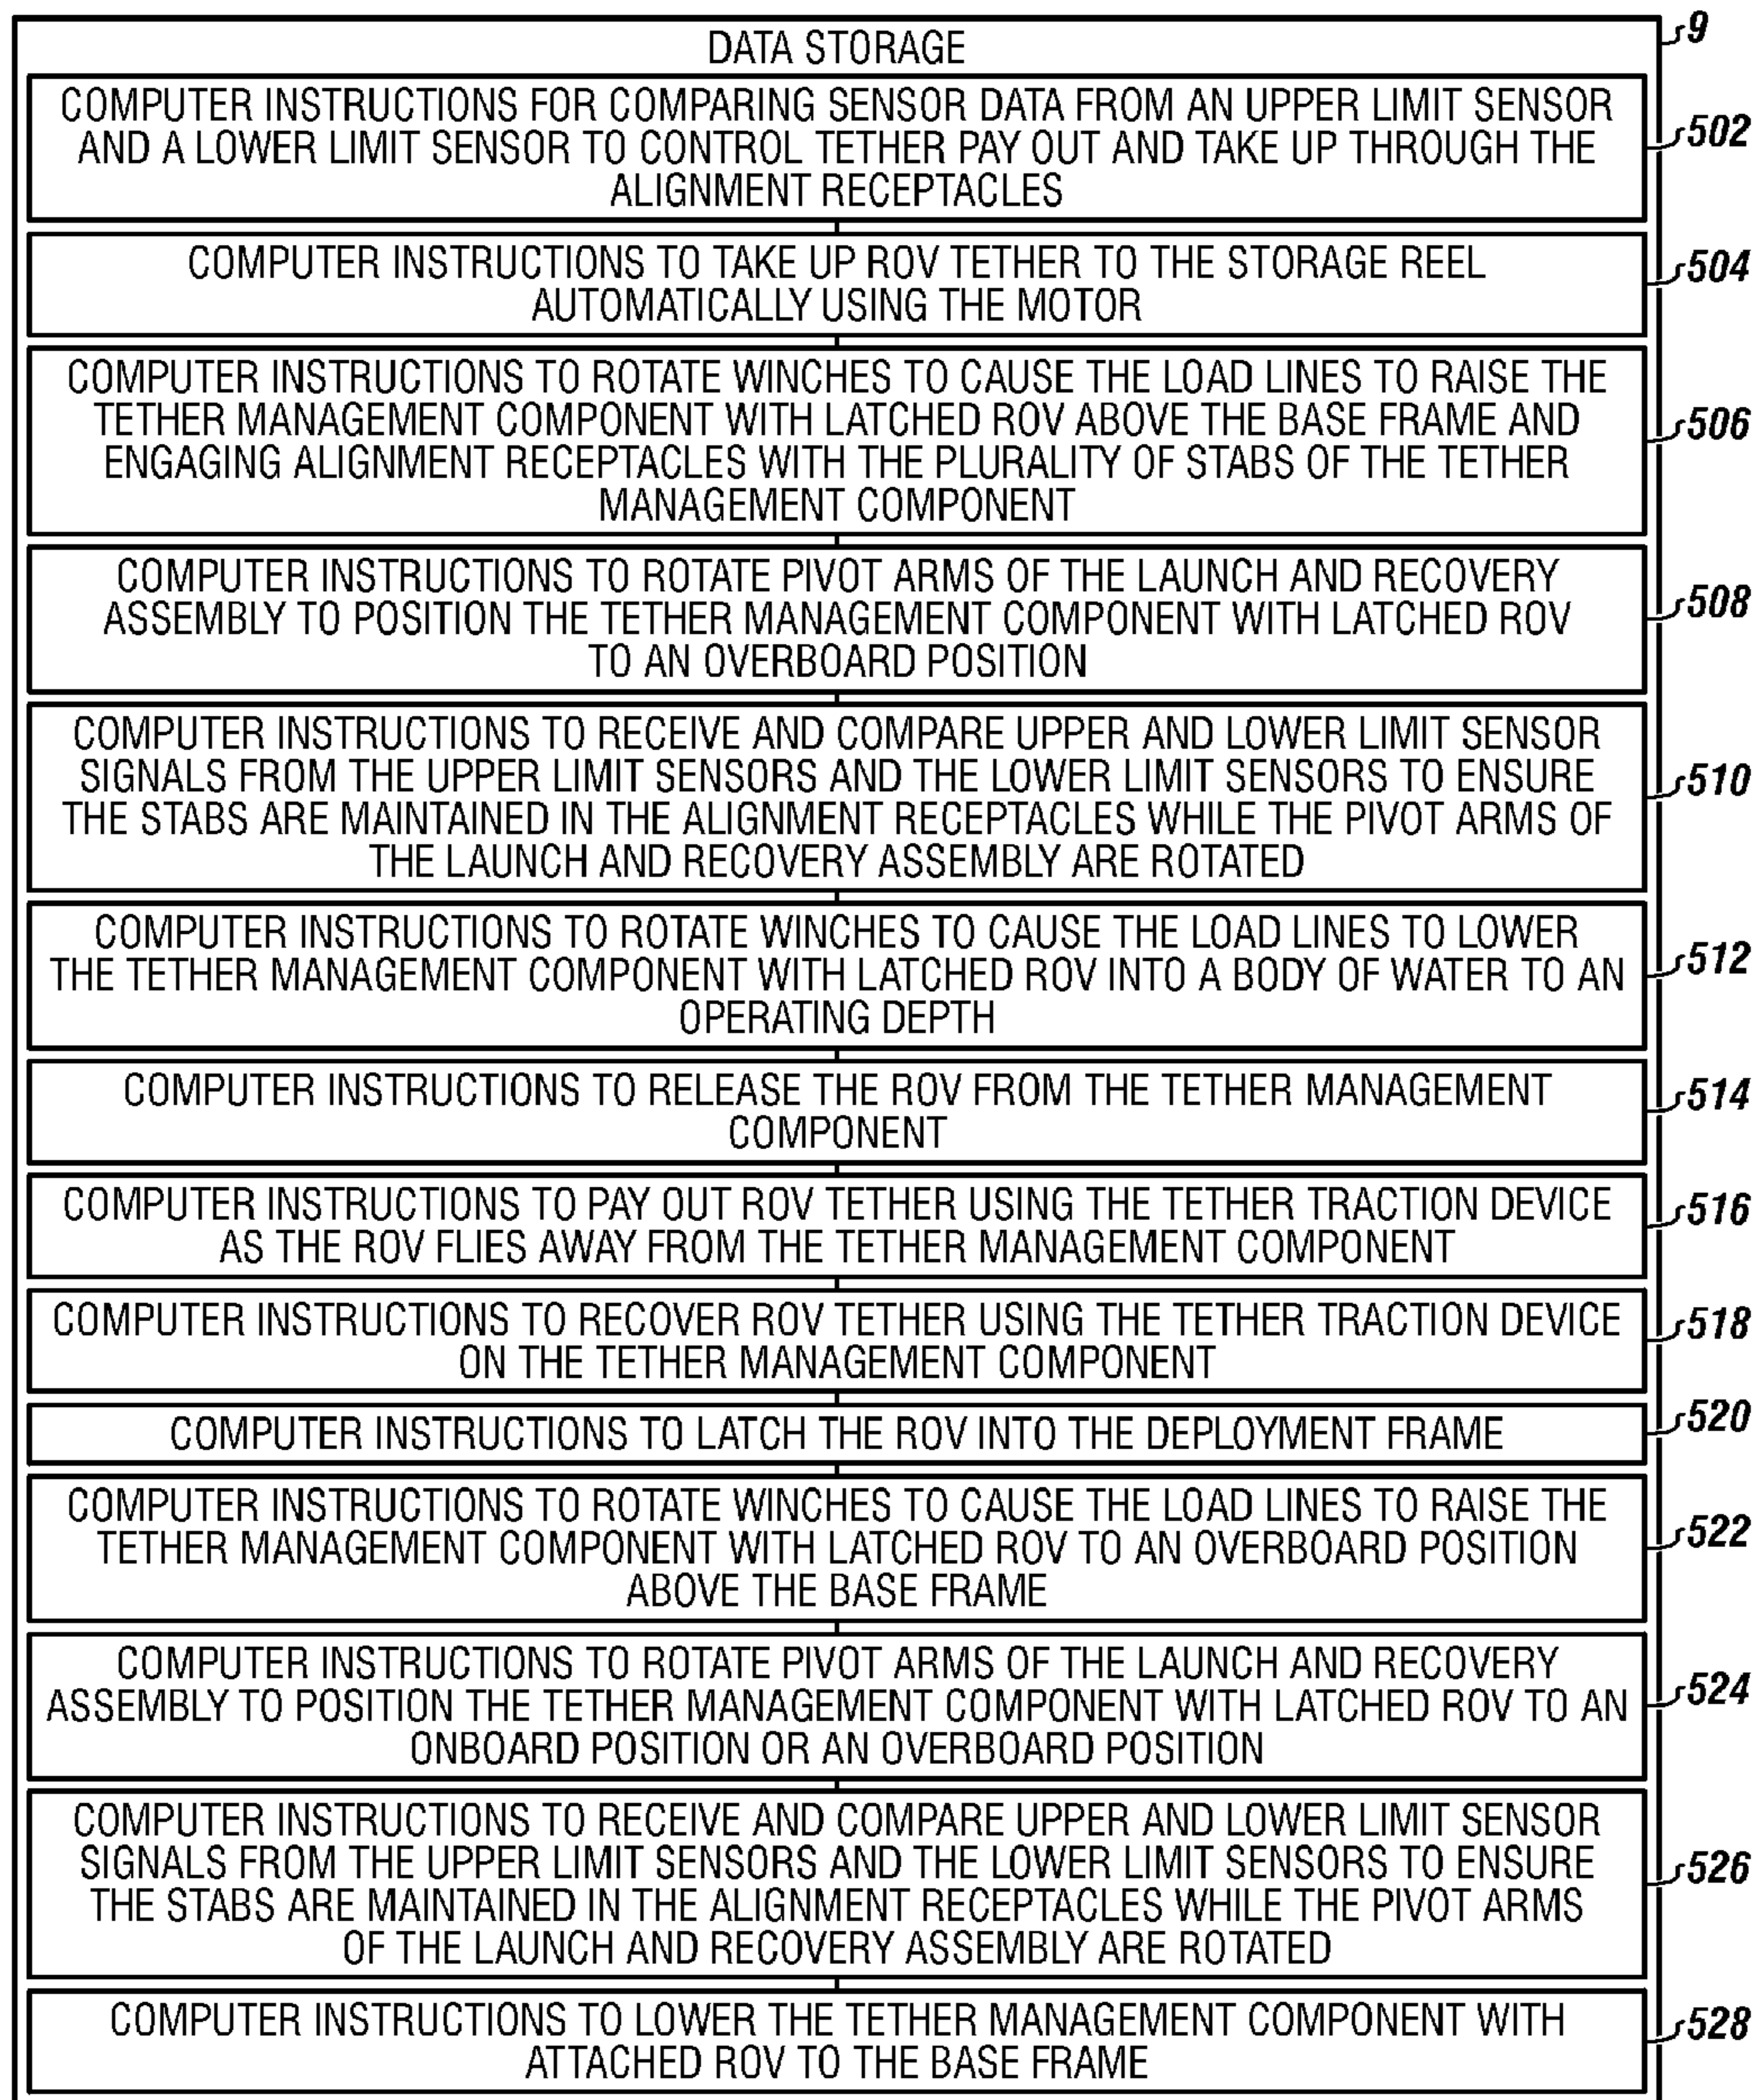 9
DATA STORAGE
COMPUTER INSTRUCTIONS FOR COMPARING SENSOR DATA FROM AN UPPER LIMIT SENSOR
AND A LOWER LIMIT SENSOR TO CONTROL TETHER PAY OUT AND TAKE UP THROUGH THE
ALIGNMENT RECEPTACLES
502
COMPUTER INSTRUCTIONS TO TAKE UP ROV TETHER TO THE STORAGE REEL
AUTOMATICALLY USING THE MOTOR
504
COMPUTER INSTRUCTIONS TO ROTATE WINCHES TO CAUSE THE LOAD LINES TO RAISE THE
TETHER MANAGEMENT COMPONENT WITH LATCHED ROV ABOVE THE BASE FRAME AND
ENGAGING ALIGNMENT RECEPTACLES WITH THE PLURALITY OF STABS OF THE TETHER
MANAGEMENT COMPONENT
506
COMPUTER INSTRUCTIONS TO ROTATE PIVOT ARMS OF THE LAUNCH AND RECOVERY
ASSEMBLY TO POSITION THE TETHER MANAGEMENT COMPONENT WITH LATCHED ROV
TO AN OVERBOARD POSITION
508
COMPUTER INSTRUCTIONS TO RECEIVE AND COMPARE UPPER AND LOWER LIMIT SENSOR
SIGNALS FROM THE UPPER LIMIT SENSORS AND THE LOWER LIMIT SENSORS TO ENSURE
THE STABS ARE MAINTAINED IN THE ALIGNMENT RECEPTACLES WHILE THE PIVOT ARMS OF
THE LAUNCH AND RECOVERY ASSEMBLY ARE ROTATED
510
COMPUTER INSTRUCTIONS TO ROTATE WINCHES TO CAUSE THE LOAD LINES TO LOWER
THE TETHER MANAGEMENT COMPONENT WITH LATCHED ROV INTO A BODY OF WATER TO AN
OPERATING DEPTH
512
COMPUTER INSTRUCTIONS TO RELEASE THE ROV FROM THE TETHER MANAGEMENT
COMPONENT
514
COMPUTER INSTRUCTIONS TO PAY OUT ROV TETHER USING THE TETHER TRACTION DEVICE
AS THE ROV FLIES AWAY FROM THE TETHER MANAGEMENT COMPONENT
516
COMPUTER INSTRUCTIONS TO RECOVER ROV TETHER USING THE TETHER TRACTION DEVICE
ON THE TETHER MANAGEMENT COMPONENT
518
COMPUTER INSTRUCTIONS TO LATCH THE ROV INTO THE DEPLOYMENT FRAME
520
COMPUTER INSTRUCTIONS TO ROTATE WINCHES TO CAUSE THE LOAD LINES TO RAISE THE
TETHER MANAGEMENT COMPONENT WITH LATCHED ROV TO AN OVERBOARD POSITION
ABOVE THE BASE FRAME
522
COMPUTER INSTRUCTIONS TO ROTATE PIVOT ARMS OF THE LAUNCH AND RECOVERY
ASSEMBLY TO POSITION THE TETHER MANAGEMENT COMPONENT WITH LATCHED ROV TO AN
ONBOARD POSITION OR AN OVERBOARD POSITION
524
COMPUTER INSTRUCTIONS TO RECEIVE AND COMPARE UPPER AND LOWER LIMIT SENSOR
SIGNALS FROM THE UPPER LIMIT SENSORS AND THE LOWER LIMIT SENSORS TO ENSURE
THE STABS ARE MAINTAINED IN THE ALIGNMENT RECEPTACLES WHILE THE PIVOT ARMS
OF THE LAUNCH AND RECOVERY ASSEMBLY ARE ROTATED
526
COMPUTER INSTRUCTIONS TO LOWER THE TETHER MANAGEMENT COMPONENT WITH
ATTACHED ROV TO THE BASE FRAME
528